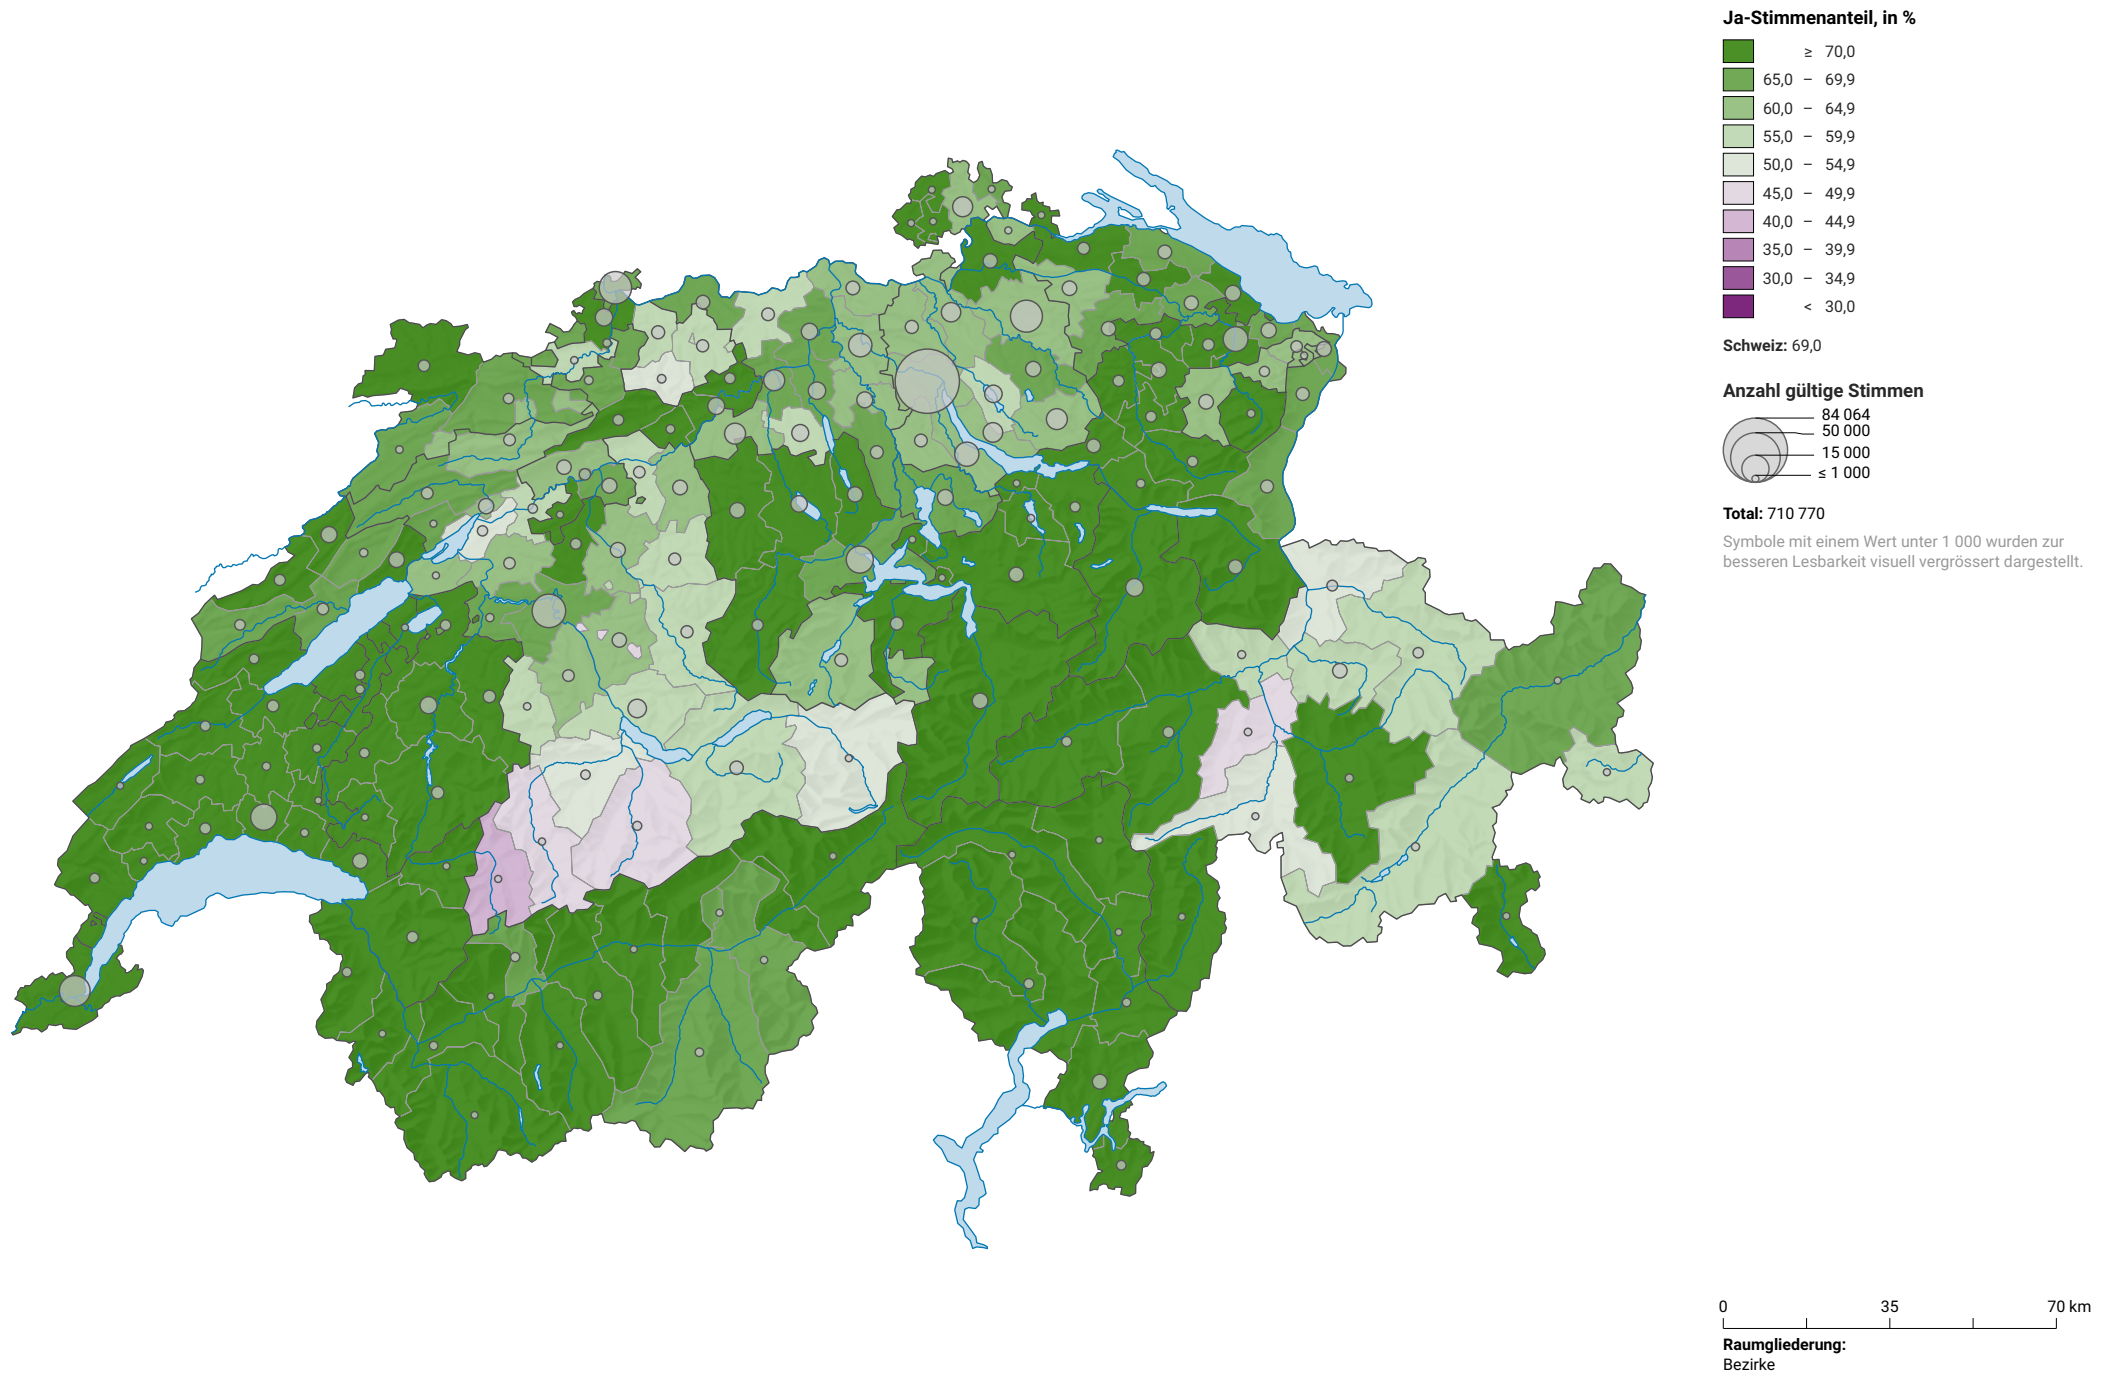 Ja-Stimmenanteil, in %
≥ 70,0
65,0 – 69,9
60,0 – 64,9
55,0 – 59,9
50,0 – 54,9
45,0 – 49,9
40,0 – 44,9
35,0 – 39,9
30,0 – 34,9
< 30,0
Schweiz: 69,0
Anzahl gültige Stimmen
84 064
50 000
15 000
≤ 1 000
Total: 710 770
Symbole mit einem Wert unter 1 000 wurden zur
besseren Lesbarkeit visuell vergrössert dargestellt.
0 35 70 km
Raumgliederung:
Bezirke